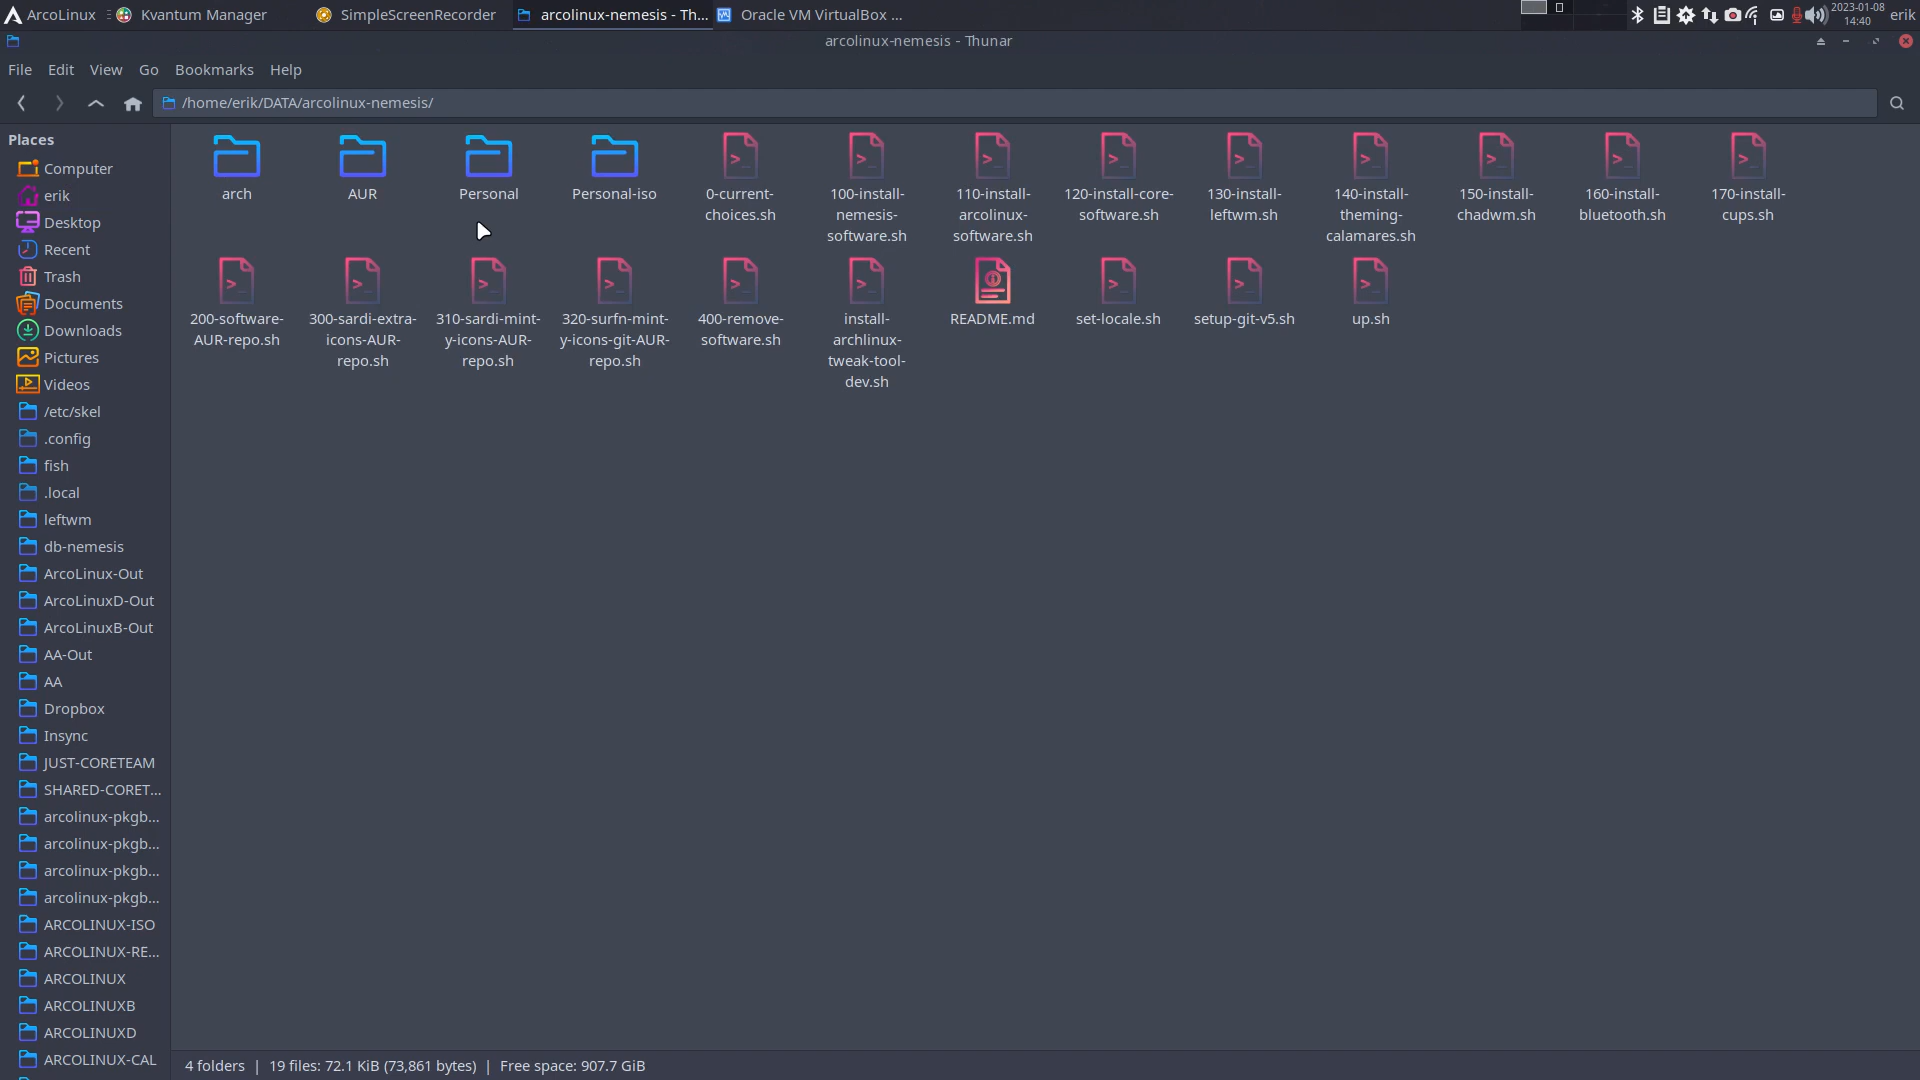 ArcoLinux
Kvantum Manager
SimpleScreenRecorder
arcolinux-nemesis - Th...
Oracle VM VirtualBox ...
2023-01-08
14:40
erik
arcolinux-nemesis - Thunar
File
Edit
View
Go
Bookmarks
Help
/home/erik/DATA/arcolinux-nemesis/
Places
Computer
erik
Desktop
Recent
Trash
Documents
Downloads
Pictures
Videos
/etc/skel
.config
fish
.local
leftwm
db-nemesis
ArcoLinux-Out
ArcoLinuxD-Out
ArcoLinuxB-Out
AA-Out
AA
Dropbox
Insync
JUST-CORETEAM
SHARED-CORET...
arcolinux-pkgb...
arcolinux-pkgb...
arcolinux-pkgb...
arcolinux-pkgb...
ARCOLINUX-ISO
ARCOLINUX-RE...
ARCOLINUX
ARCOLINUXB
ARCOLINUXD
ARCOLINUX-CAL
arch
AUR
Personal
Personal-iso
0-current-
choices.sh
100-install-
nemesis-
software.sh
110-install-
arcolinux-
software.sh
120-install-core-
software.sh
130-install-
leftwm.sh
140-install-
theming-
calamares.sh
150-install-
chadwm.sh
160-install-
bluetooth.sh
170-install-
cups.sh
200-software-
AUR-repo.sh
300-sardi-extra-
icons-AUR-
repo.sh
310-sardi-mint-
y-icons-AUR-
repo.sh
320-surfn-mint-
y-icons-git-AUR-
repo.sh
400-remove-
software.sh
install-
archlinux-
tweak-tool-
dev.sh
README.md
set-locale.sh
setup-git-v5.sh
up.sh
4 folders | 19 files: 72.1 KiB (73,861 bytes) | Free space: 907.7 GiB